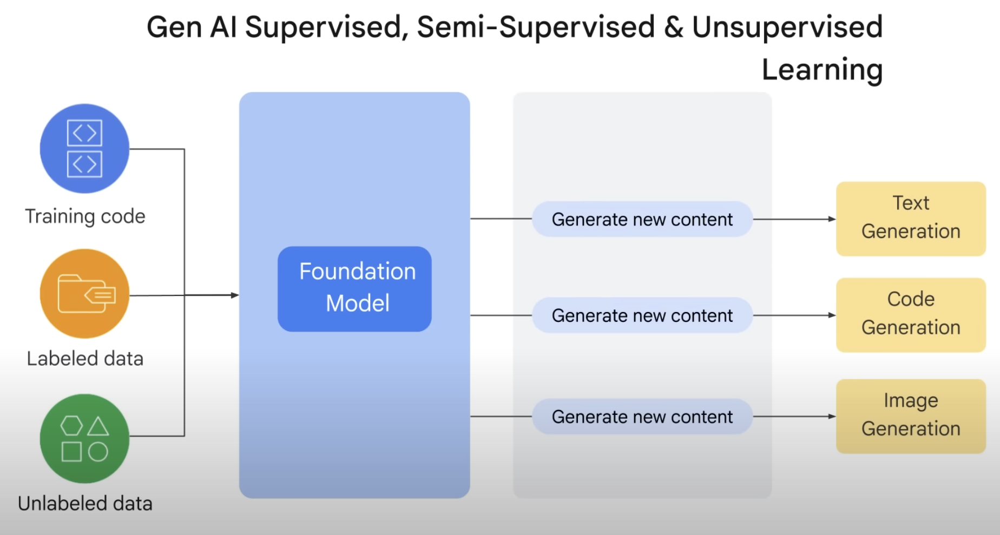 Gen AI Supervised, Semi-Supervised & Unsupervised
Learning
Training code
Labeled data
Unlabeled data
Foundation
Model
Generate new content
Generate new content
Generate new content
Text
Generation
Code
Generation
Image
Generation